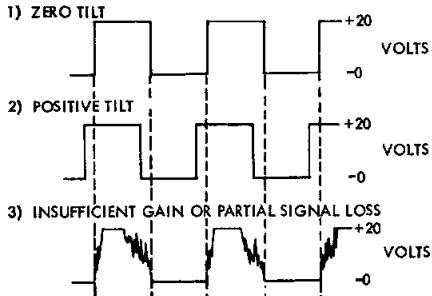 1) ZERO TILT
+20
VOLTS
-0
2) POSITIVE TILT
+20
VOLTS
-0
3) INSUFFICIENT GAIN OR PARTIAL SIGNAL LOSS
+20
VOLTS
-0